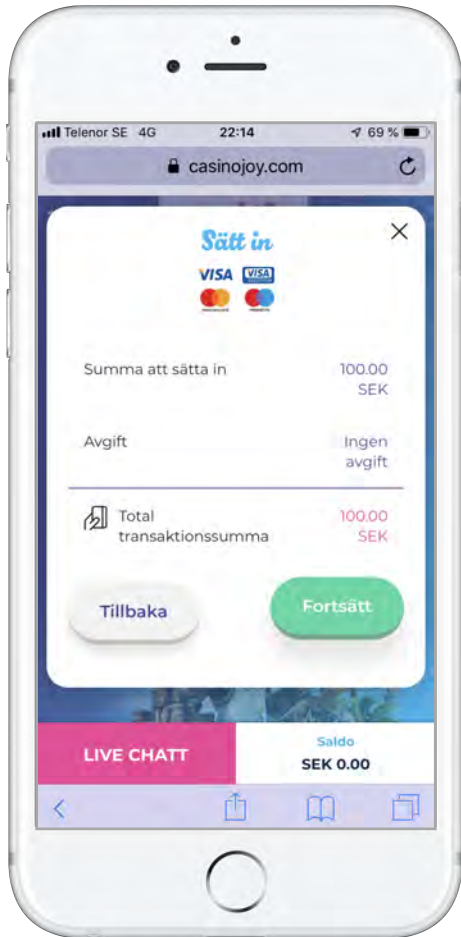 Telenor SE 4G 22:14 69 %
casinojoy.com
Sätt in
VISA VISA
Summa att sätta in 100.00
SEK
Avgift Ingen
avgift
Total 100.00
transaktionssumma SEK
Tillbaka Fortsätt
LIVE CHATT Saldo
SEK 0.00